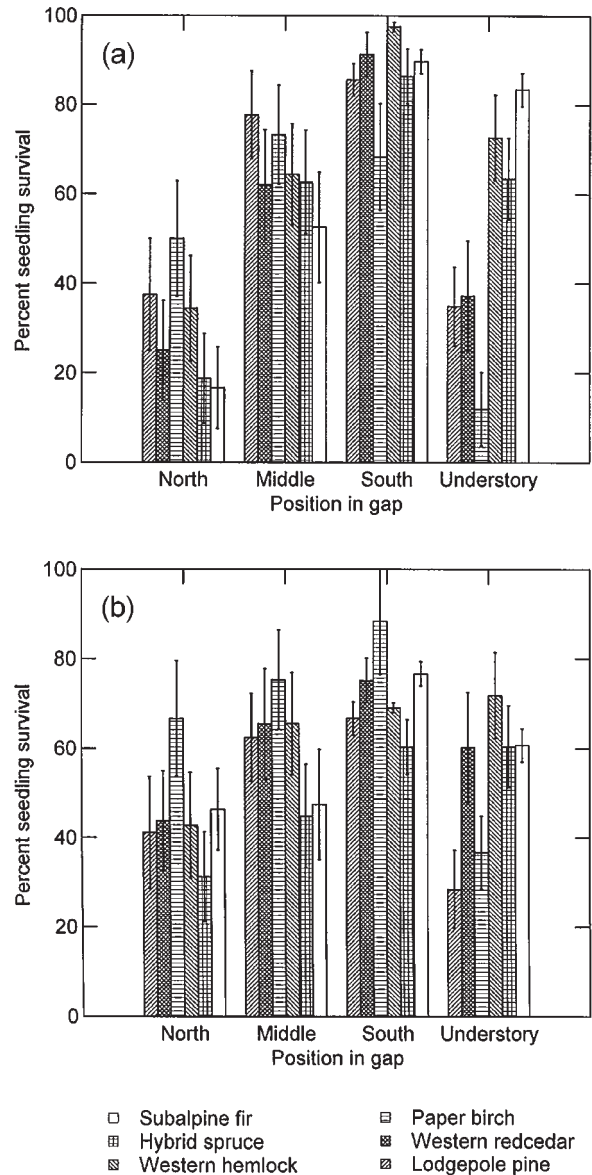 (a)
Percent seedling survival
100
80
60
40
20
0
North Middle South Understory
Position in gap
(b)
Percent seedling survival
100
80
60
40
20
0
North Middle South Understory
Position in gap
Subalpine fir
Hybrid spruce
Western hemlock
Paper birch
Western redcedar
Lodgepole pine